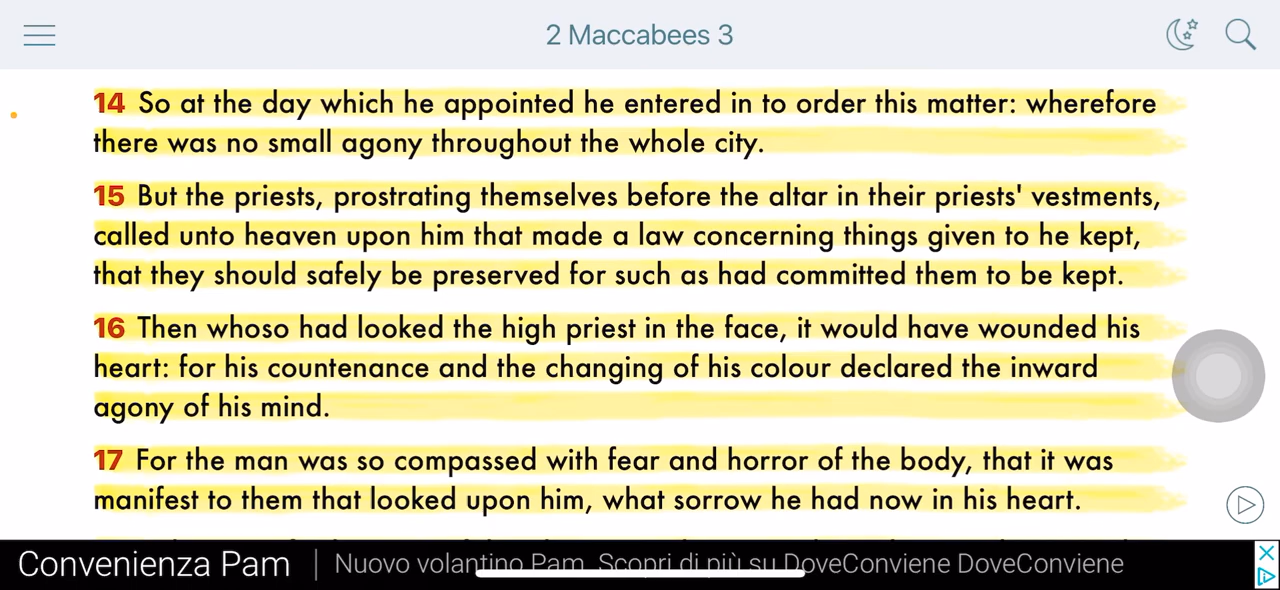 2 Maccabees 3
14 So at the day which he appointed he entered in to order this matter: wherefore
there was no small agony throughout the whole city.
15 But the priests, prostrating themselves before the altar in their priests' vestments,
called unto heaven upon him that made a law concerning things given to he kept,
that they should safely be preserved for such as had committed them to be kept.
16 Then whoso had looked the high priest in the face, it would have wounded his
heart: for his countenance and the changing of his colour declared the inward
agony of his mind.
17 For the man was so compassed with fear and horror of the body, that it was
manifest to them that looked upon him, what sorrow he had now in his heart.
Convenienza Pam | Nuovo volantino Pam. Scopri di più su DoveConviene DoveConviene